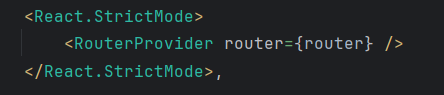 <React.StrictMode>
    <RouterProvider router={router} />
</React.StrictMode>,